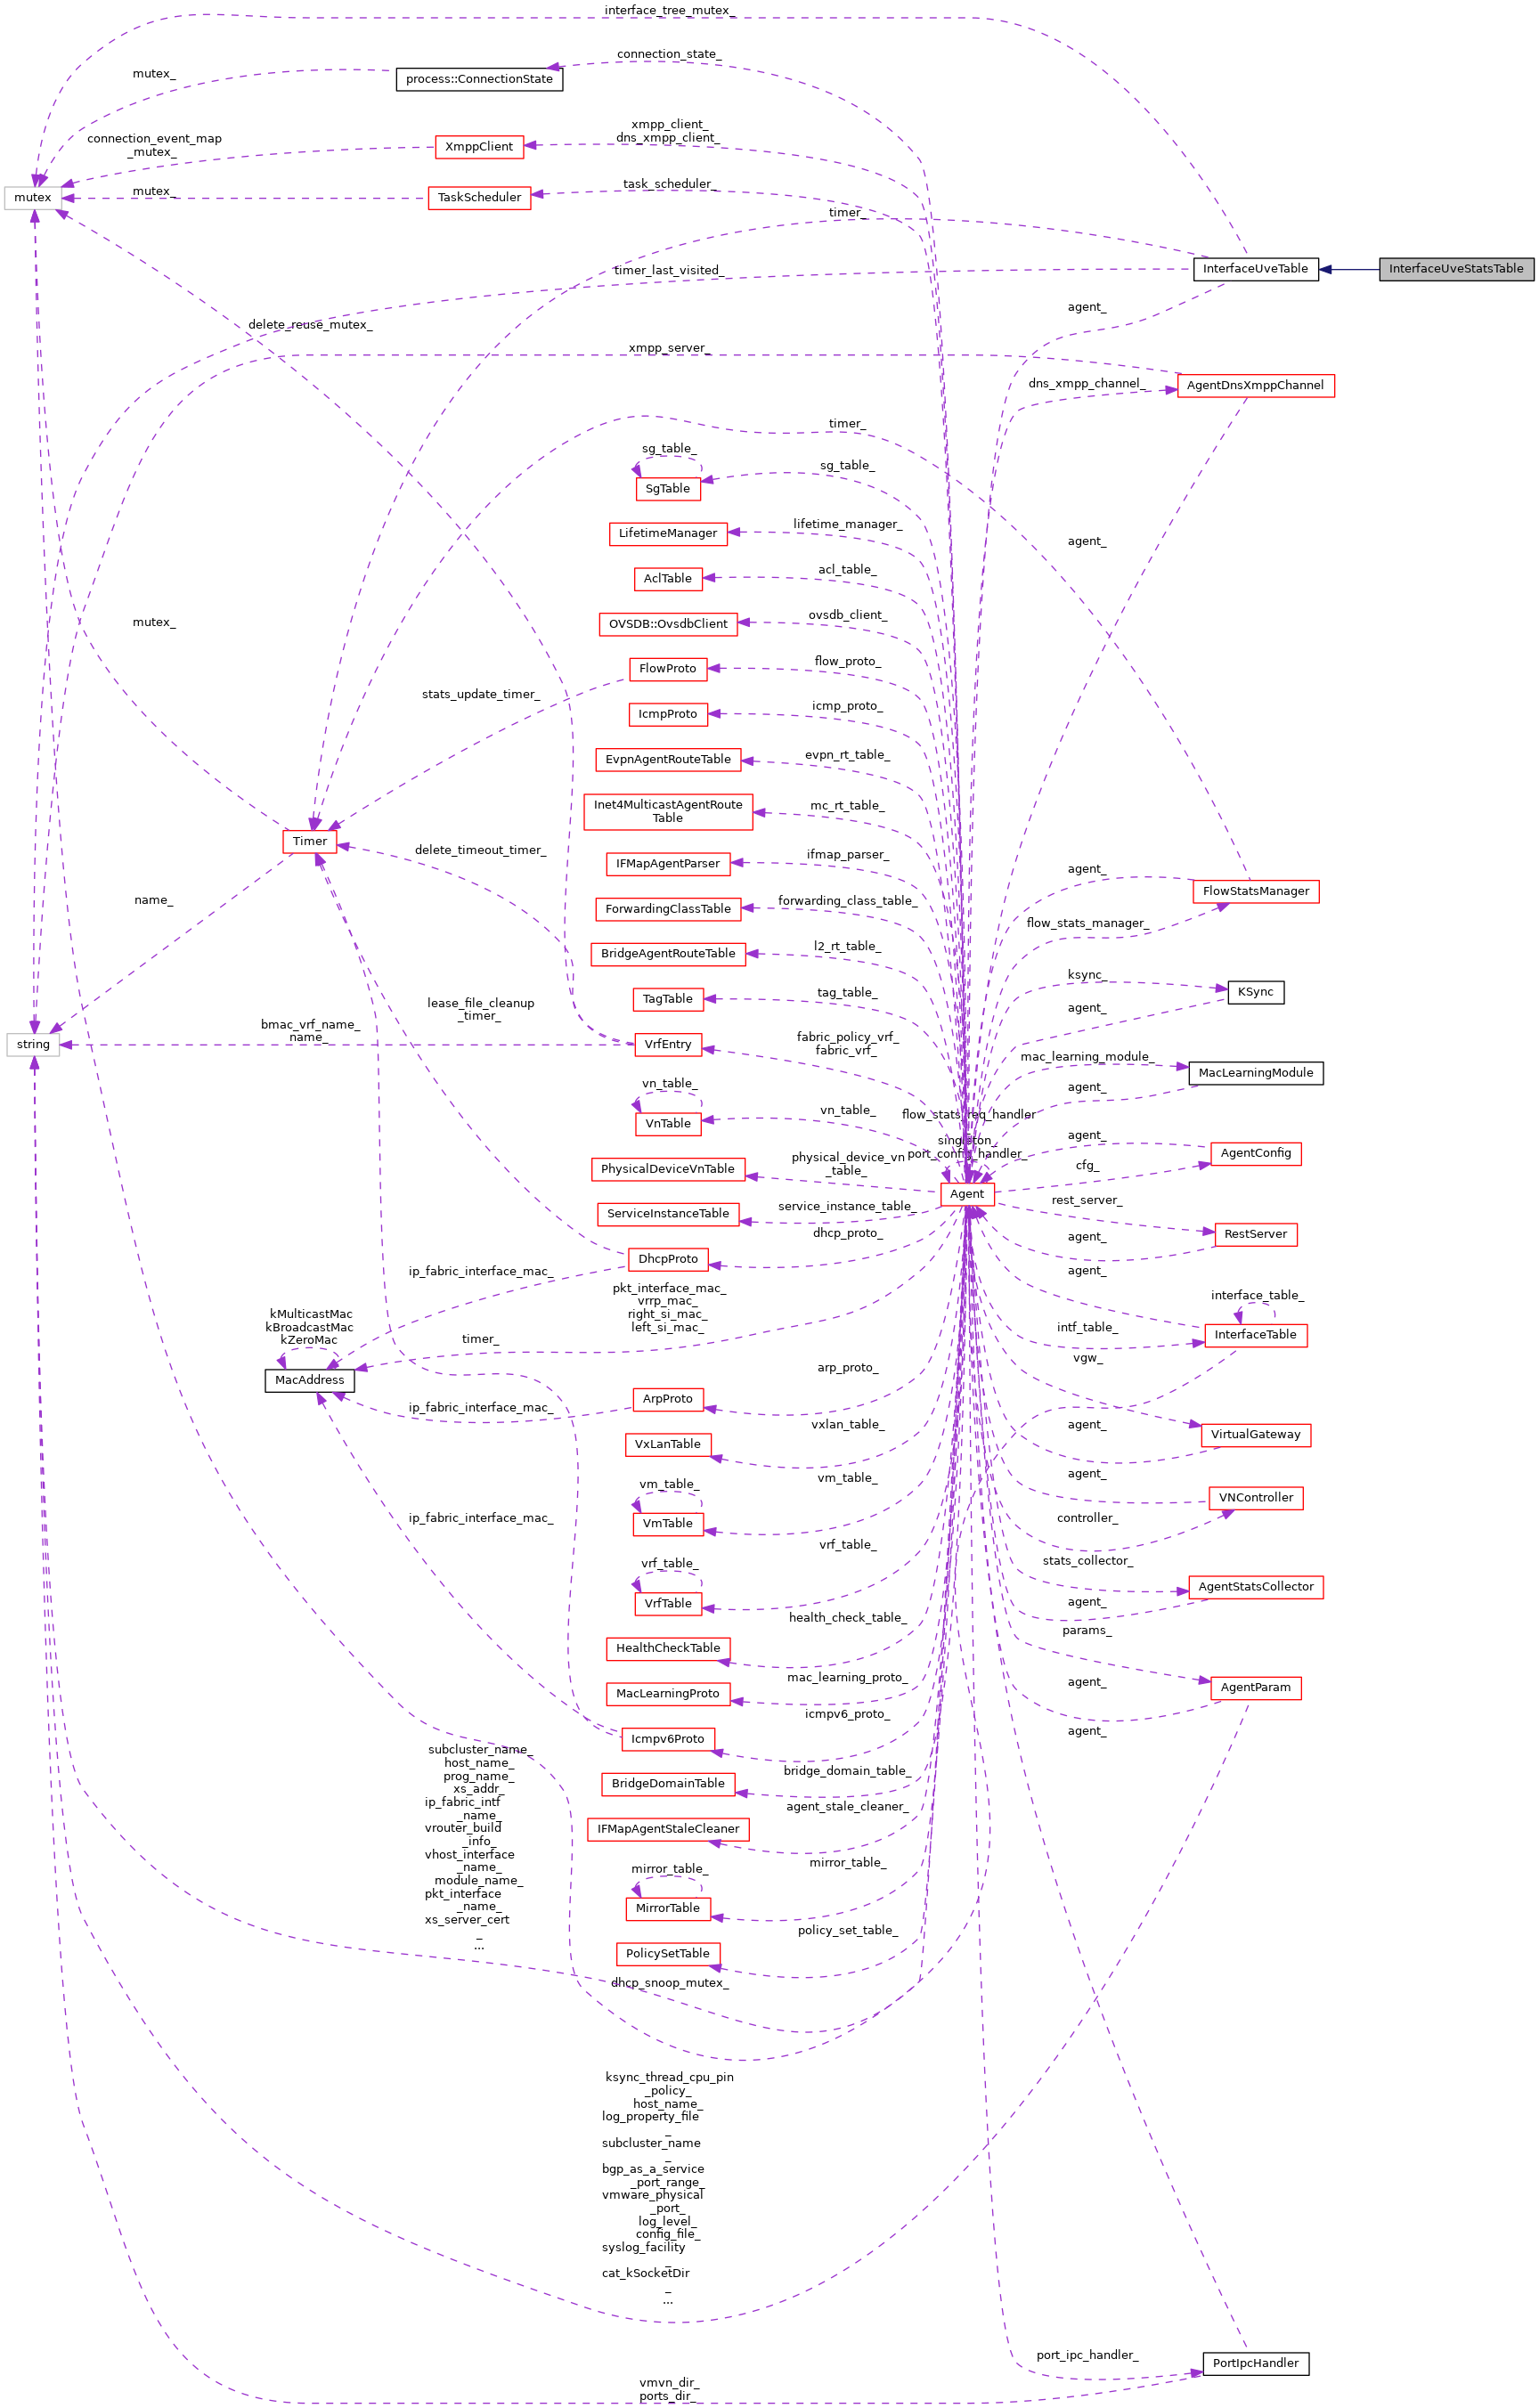 interface_tree_mutex_
connection_state_
mutex_
process::ConnectionState
xmpp_client_
dns_xmpp_client_
connection_event_map
_mutex_
XmppClient
task_scheduler_
mutex_
TaskScheduler
mutex
timer_
timer_last_visited_
InterfaceUveTable
InterfaceUveStatsTable
agent_
delete_reuse_mutex_
xmpp_server_
dns_xmpp_channel_
AgentDnsXmppChannel
timer_
sg_table_
sg_table_
SgTable
lifetime_manager_
LifetimeManager
agent_
acl_table_
AclTable
ovsdb_client_
OVSDB::OvsdbClient
mutex_
flow_proto_
FlowProto
stats_update_timer_
icmp_proto_
IcmpProto
evpn_rt_table_
EvpnAgentRouteTable
mc_rt_table_
Inet4MulticastAgentRoute
Table
Timer
delete_timeout_timer_
ifmap_parser_
IFMapAgentParser
agent_
FlowStatsManager
name_
forwarding_class_table_
ForwardingClassTable
flow_stats_manager_
l2_rt_table_
BridgeAgentRouteTable
ksync_
KSync
tag_table_
TagTable
agent_
lease_file_cleanup
_timer_
bmac_vrf_name_
name_
string
VrfEntry
fabric_policy_vrf_
fabric_vrf_
mac_learning_module_
MacLearningModule
agent_
vn_table_
VnTable
vn_table_
flow_stats_req_handler
singleton_
port_config_handler_
agent_
AgentConfig
cfg_
physical_device_vn
_table_
PhysicalDeviceVnTable
Agent
rest_server_
service_instance_table_
ServiceInstanceTable
RestServer
agent_
dhcp_proto_
DhcpProto
agent_
ip_fabric_interface_mac_
pkt_interface_mac_
vrrp_mac_
right_si_mac_
left_si_mac_
interface_table_
InterfaceTable
intf_table_
kMulticastMac
kBroadcastMac
kZeroMac
MacAddress
timer_
vgw_
arp_proto_
ArpProto
ip_fabric_interface_mac_
vxlan_table_
VxLanTable
agent_
VirtualGateway
agent_
vm_table_
vm_table_
VmTable
VNController
controller_
ip_fabric_interface_mac_
vrf_table_
vrf_table_
VrfTable
stats_collector_
AgentStatsCollector
agent_
health_check_table_
HealthCheckTable
params_
mac_learning_proto_
MacLearningProto
agent_
AgentParam
icmpv6_proto_
Icmpv6Proto
agent_
bridge_domain_table_
BridgeDomainTable
agent_stale_cleaner_
IFMapAgentStaleCleaner
subcluster_name_
host_name_
prog_name_
xs_addr_
ip_fabric_intf
_name_
vrouter_build
_info_
vhost_interface
_name_
module_name_
pkt_interface
_name_
xs_server_cert
_
...
mirror_table_
mirror_table_
MirrorTable
policy_set_table_
PolicySetTable
dhcp_snoop_mutex_
ksync_thread_cpu_pin
_policy_
host_name_
log_property_file
_
subcluster_name
_
bgp_as_a_service
_port_range_
vmware_physical
_port_
log_level_
config_file_
syslog_facility
_
cat_kSocketDir
_
...
port_ipc_handler_
PortIpcHandler
vmvn_dir_
ports_dir_